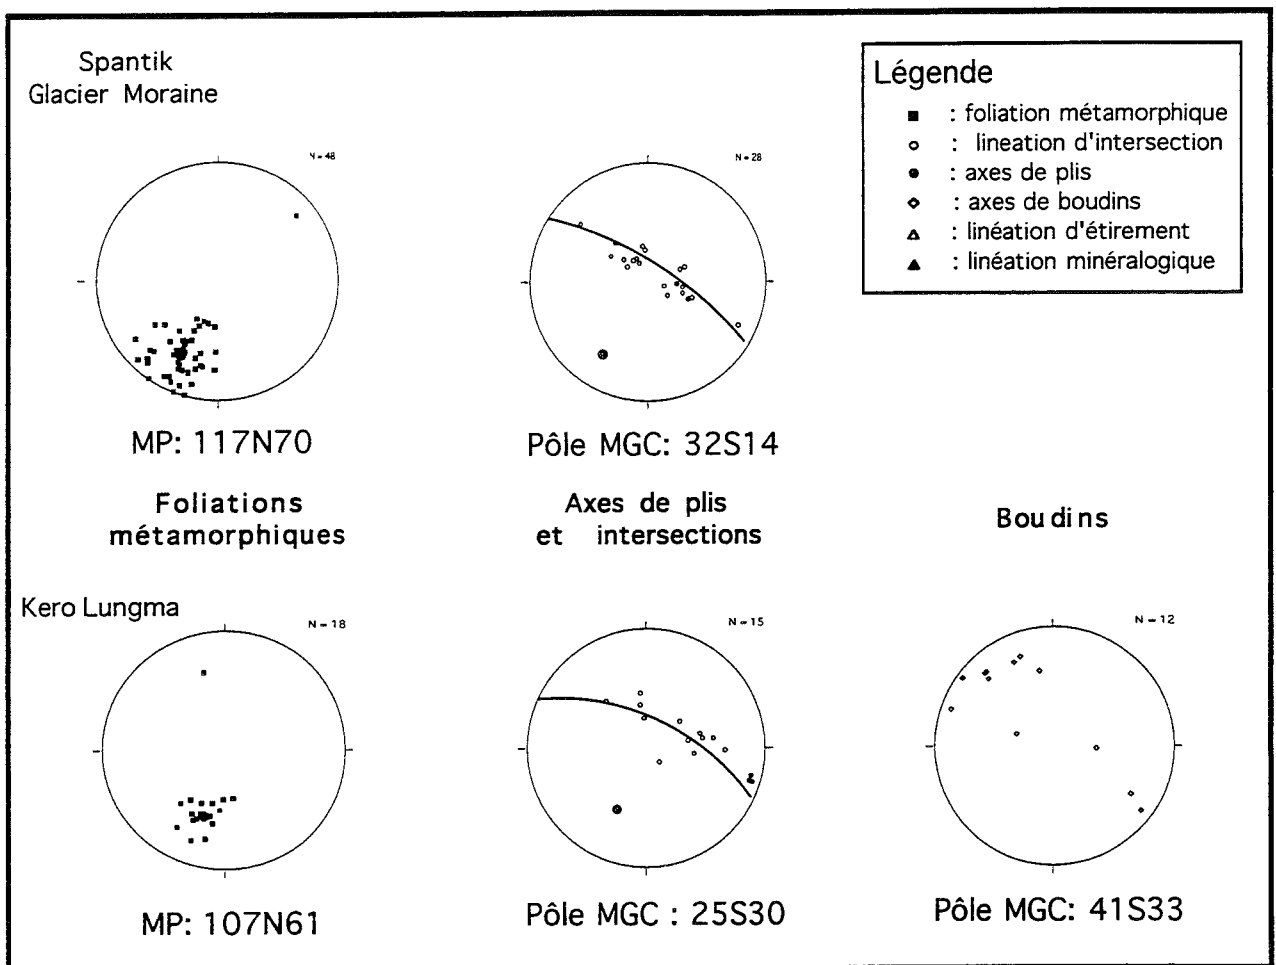 Spantik
Glacier Moraine
Légende
: foliation métamorphique
: lineation d'intersection
: axes de plis
: axes de boudins
: linéation d'étirement
: linéation minéralogique
N = 48
N = 28
MP: 117N70
Pôle MGC: 32S14
Foliations
métamorphiques
Axes de plis
et intersections
Boudins
Kero Lungma
N = 18
N = 15
N = 12
MP: 107N61
Pôle MGC : 25S30
Pôle MGC: 41S33